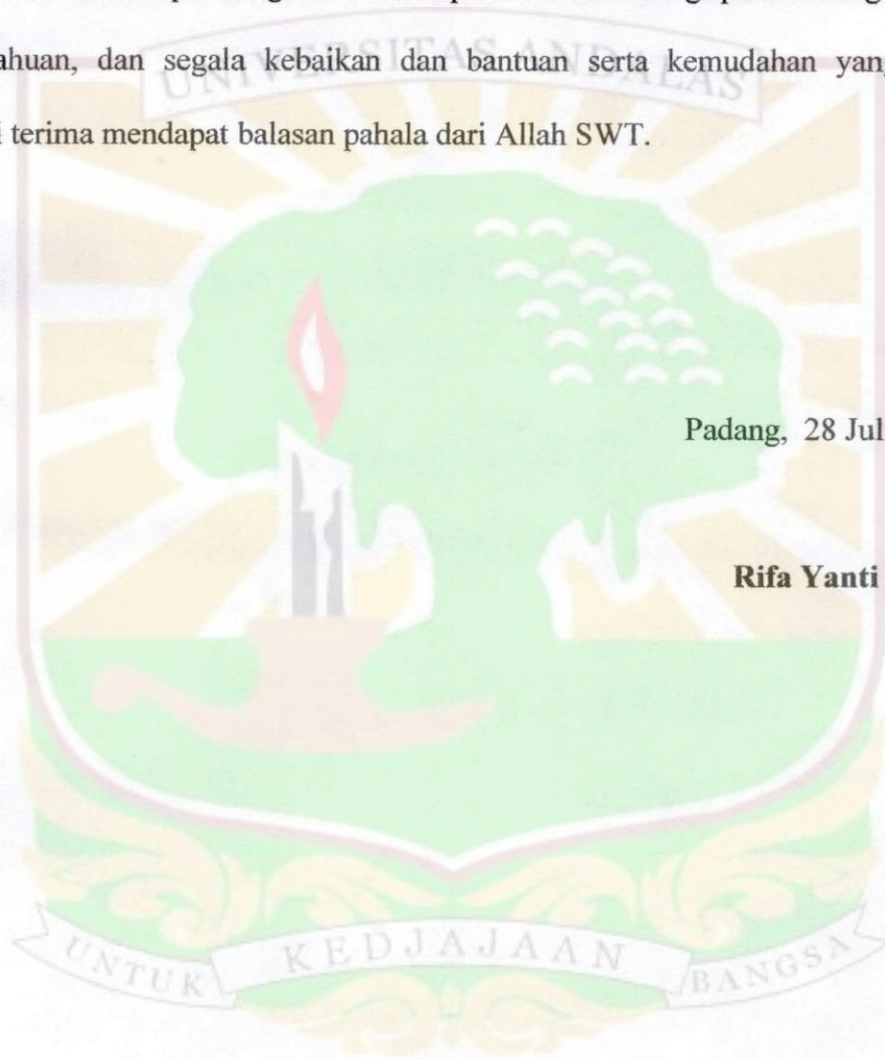 ahuan, dan segala kebaikan dan bantuan serta kemudahan yang
terima mendapat balasan pahala dari Allah SWT.
UNIVERSITAS ANDALAS
Padang, 28 Jul
Rifa Yanti
UNTUK KEDJAJAAN BANGSA